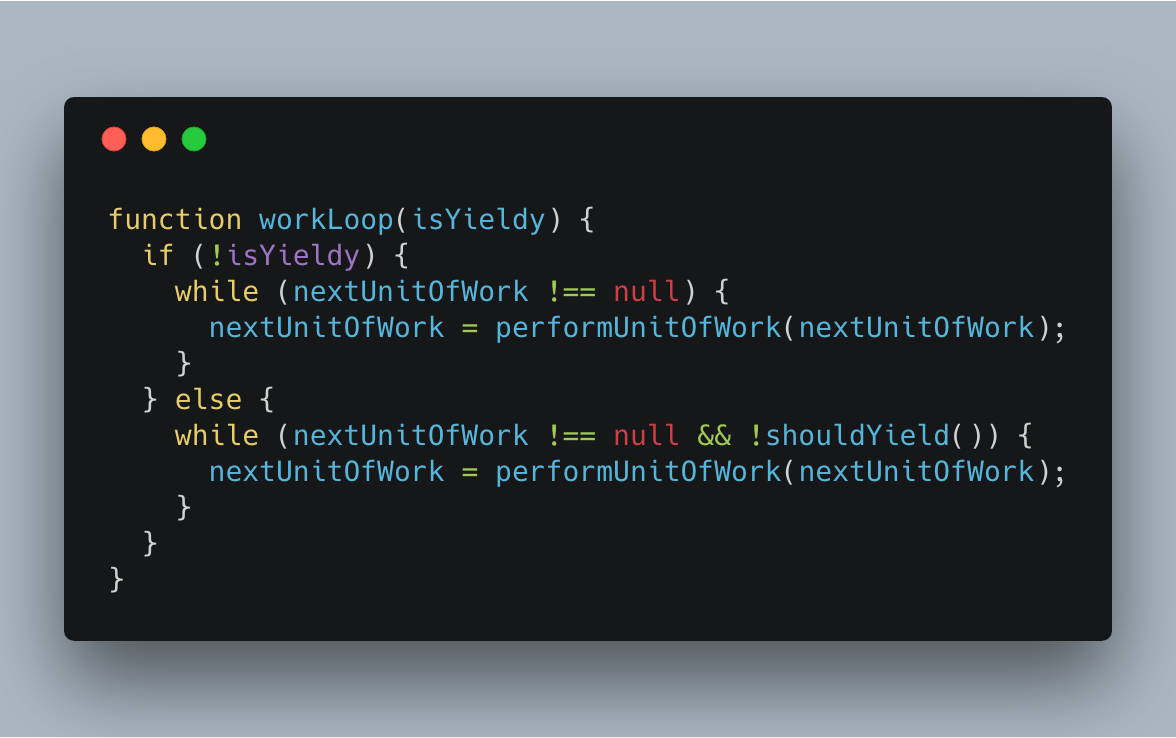 function workLoop(isYieldy) {
  if (!isYieldy) {
    while (nextUnitOfWork !== null) {
      nextUnitOfWork = performUnitOfWork(nextUnitOfWork);
    }
  } else {
    while (nextUnitOfWork !== null && !shouldYield()) {
      nextUnitOfWork = performUnitOfWork(nextUnitOfWork);
    }
  }
}